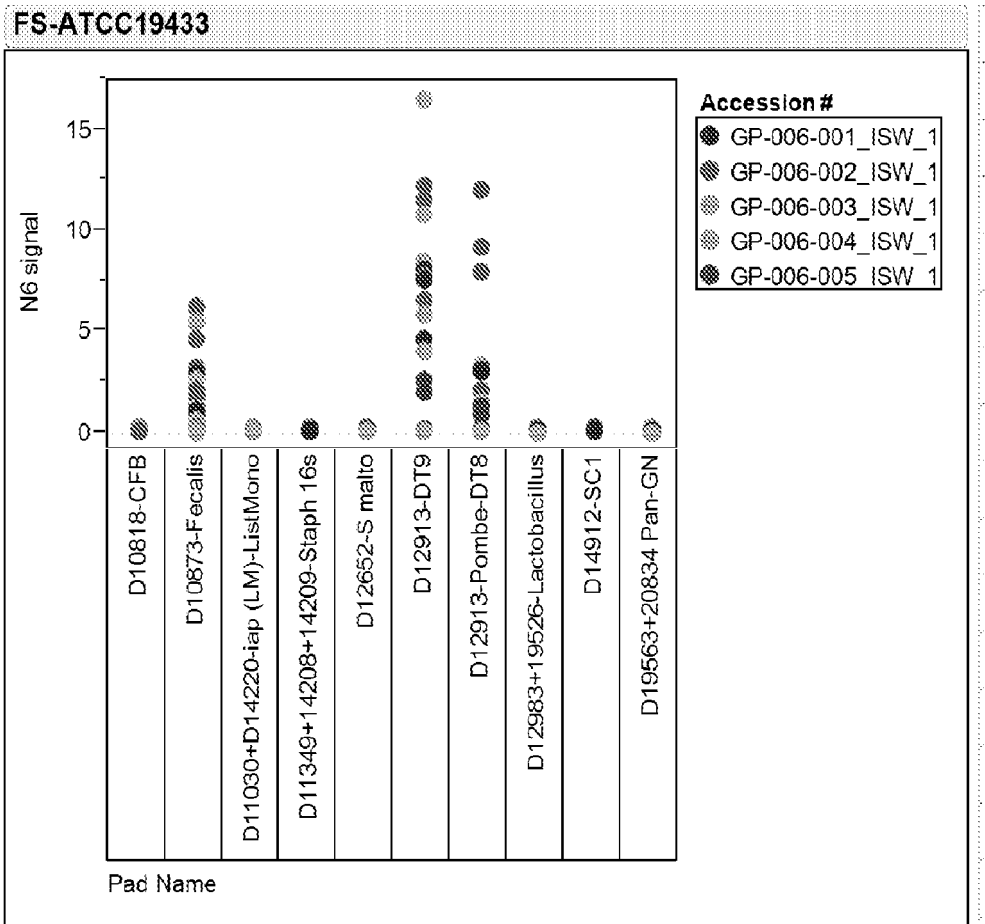 FS-ATCC19433
Accession #
GP-006-001_ISW_1
GP-006-002_ISW_1
GP-006-003_ISW_1
GP-006-004_ISW_1
GP-006-005_ISW_1
N6 signal
15
10
5
0
D10818-CFB
D10873-Fecalis
D11030+D14220-iap (LM)-ListMono
D11349+14208+14209-Staph 16s
D12652-S malto
D12913-DT9
D12913-Pombe-DT8
D12983+19526-Lactobacillus
D14912-SC1
D19563+20834 Pan-GN
Pad Name